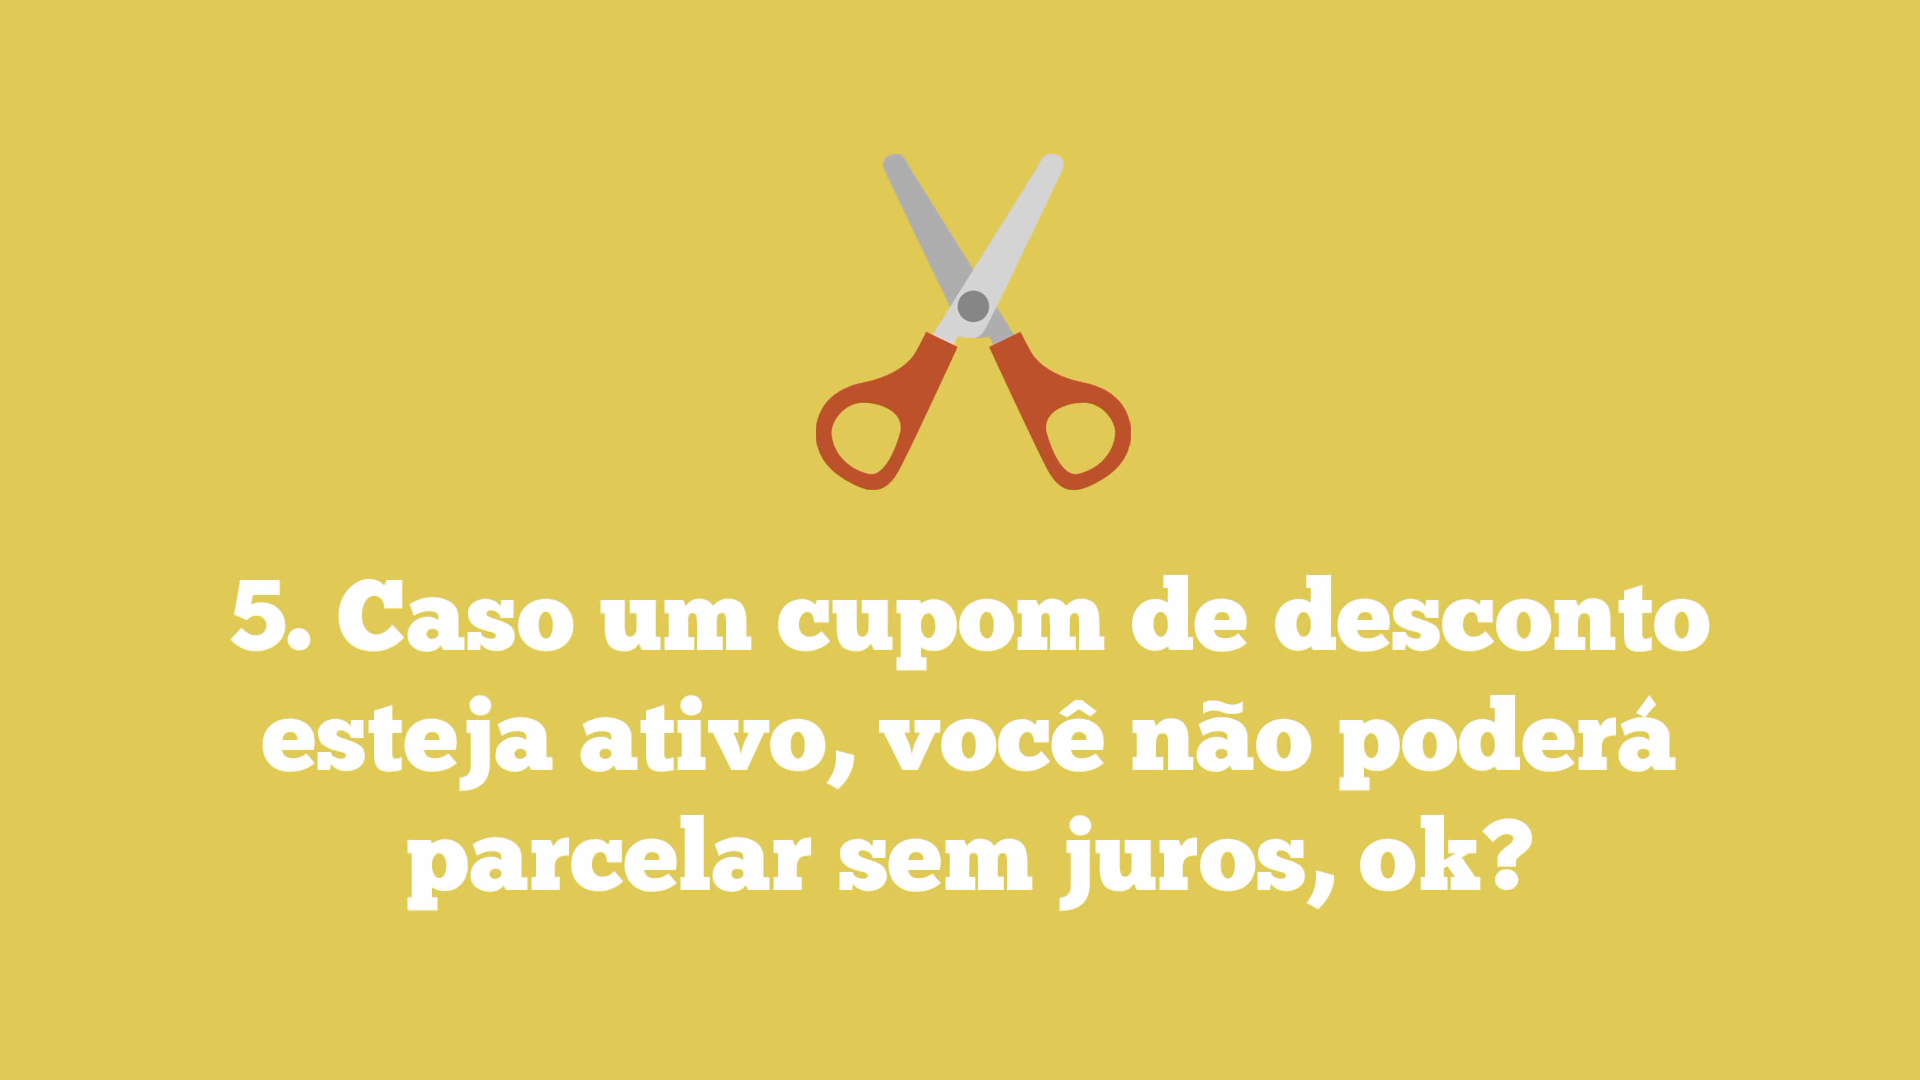 5. Caso um cupom de desconto
esteja ativo, você não poderá
parcelar sem juros, ok?